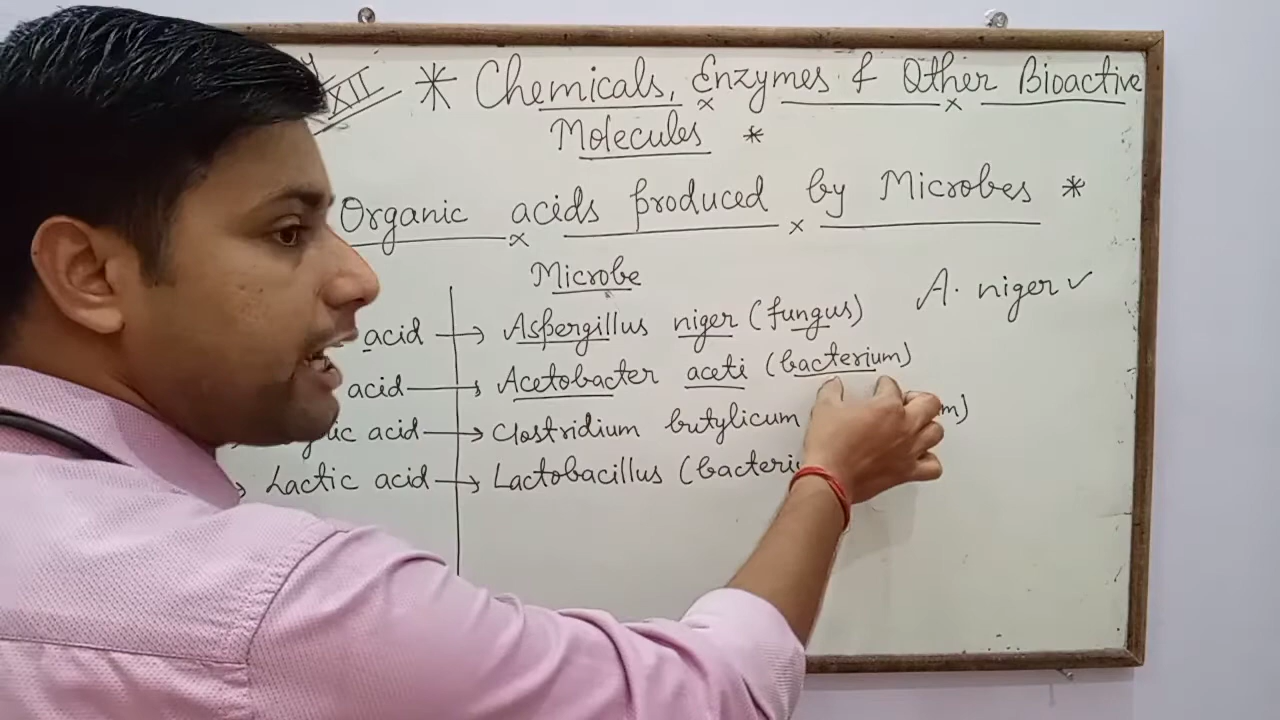 XII * Chemicals, Enzymes & Other Bioactive
Molecules *
Organic acids produced by Microbes *
Microbe
A. niger ✓
acid → Aspergillus niger (fungus)
acid → Acetobacter aceti (bacterium)
acid → Clostridium butylicum
Lactic acid → Lactobacillus